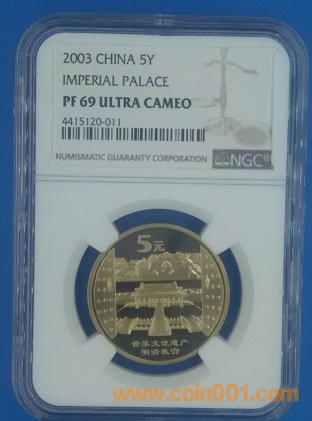 2003 CHINA 5Y
IMPERIAL PALACE
PF 69 ULTRA CAMEO
4415120-011
NUMISMATIC GUARANTY CORPORATION
NGC
5元
世界文化遗产
明清故宫
www.coin001.com